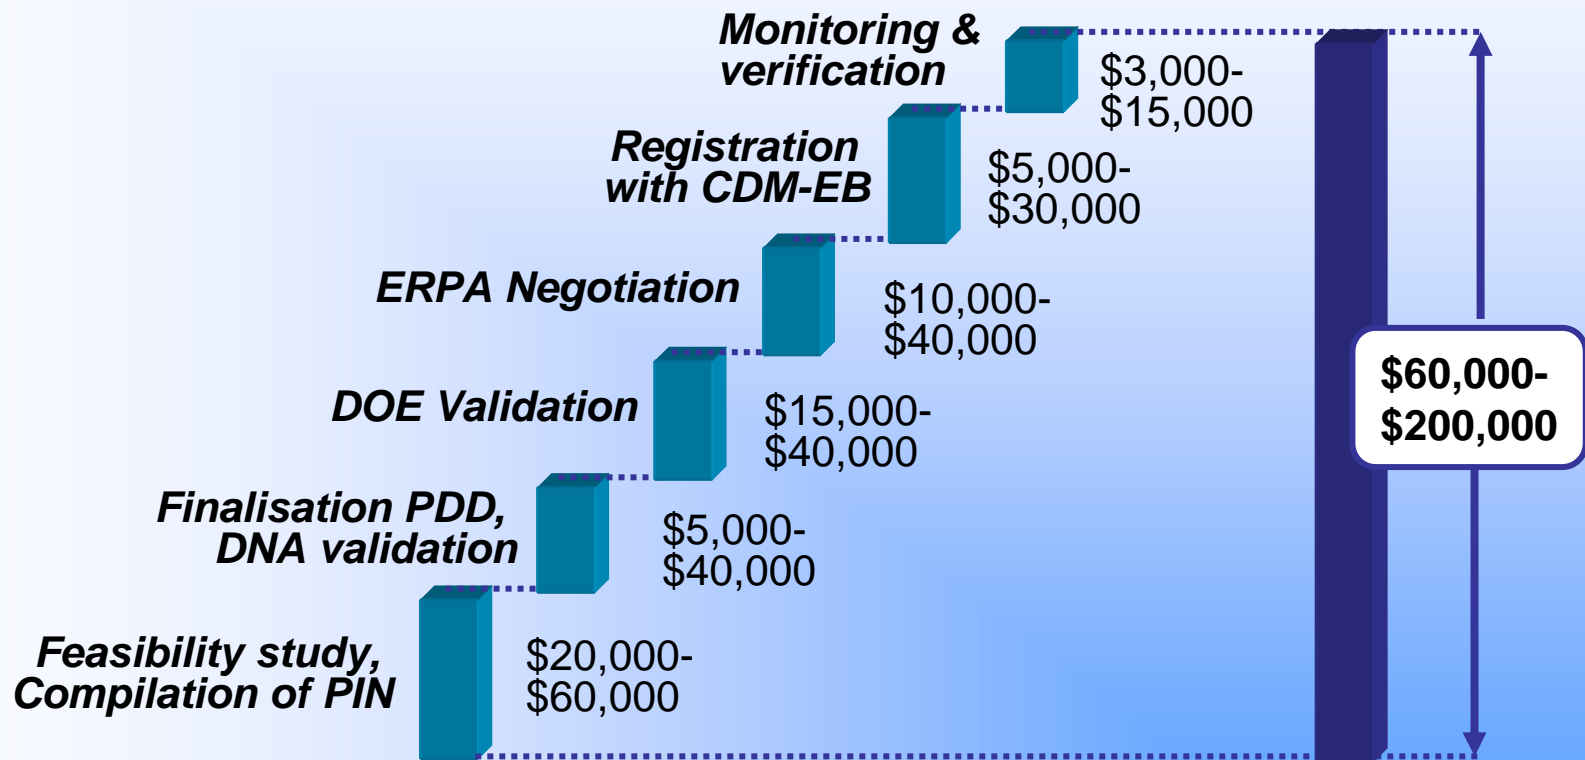 Monitoring &
verification
$3,000-
$15,000
Registration
with CDM-EB
$5,000-
$30,000
ERPA Negotiation
$10,000-
$40,000
$60,000-
$200,000
DOE Validation
$15,000-
$40,000
Finalisation PDD,
DNA validation
$5,000-
$40,000
Feasibility study,
Compilation of PIN
$20,000-
$60,000